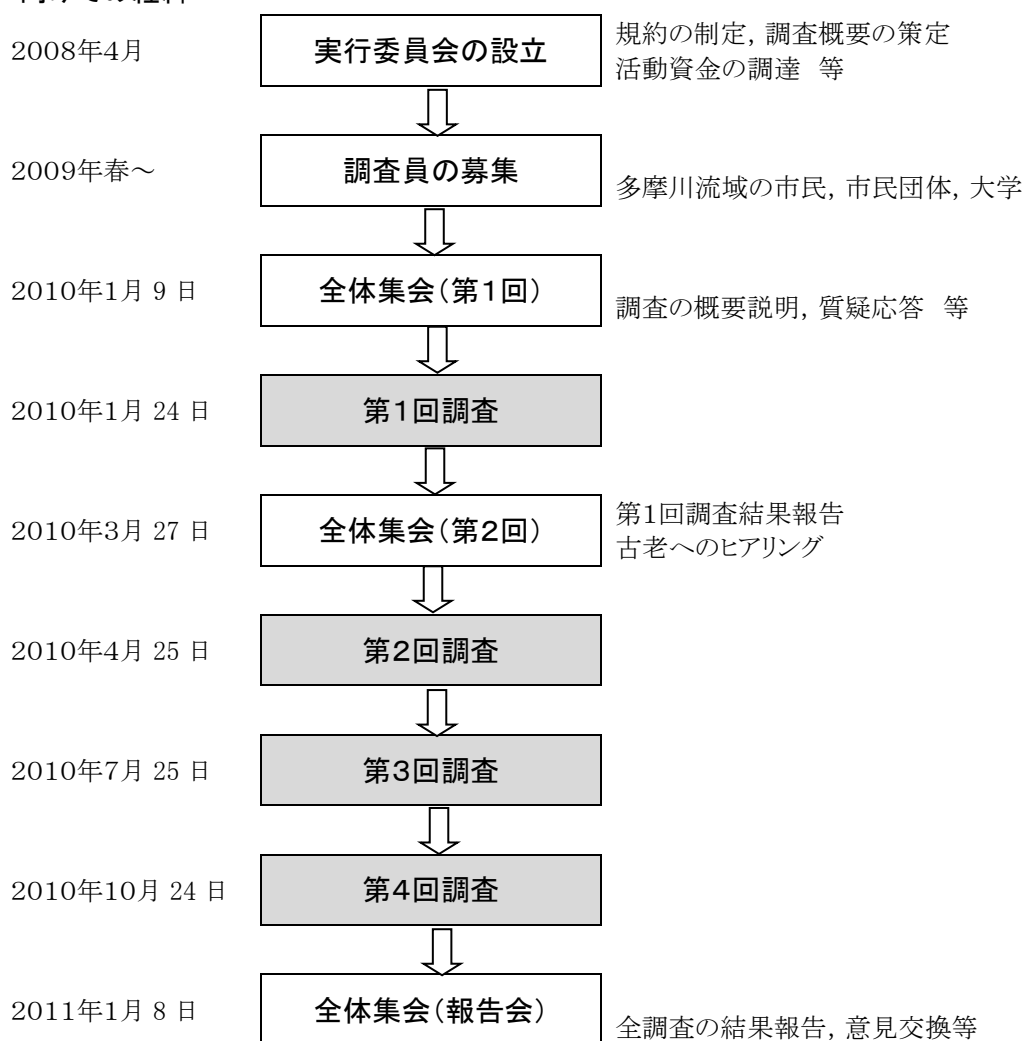 2008年4月
実行委員会の設立
規約の制定, 調査概要の策定
活動資金の調達 等
2009年春～
調査員の募集
多摩川流域の市民, 市民団体, 大学
2010年1月 9 日
全体集会(第1回)
調査の概要説明, 質疑応答 等
2010年1月 24 日
第1回調査
2010年3月 27 日
全体集会(第2回)
第1回調査結果報告
古老へのヒアリング
2010年4月 25 日
第2回調査
2010年7月 25 日
第3回調査
2010年10月 24 日
第4回調査
2011年1月 8 日
全体集会(報告会)
全調査の結果報告, 意見交換等